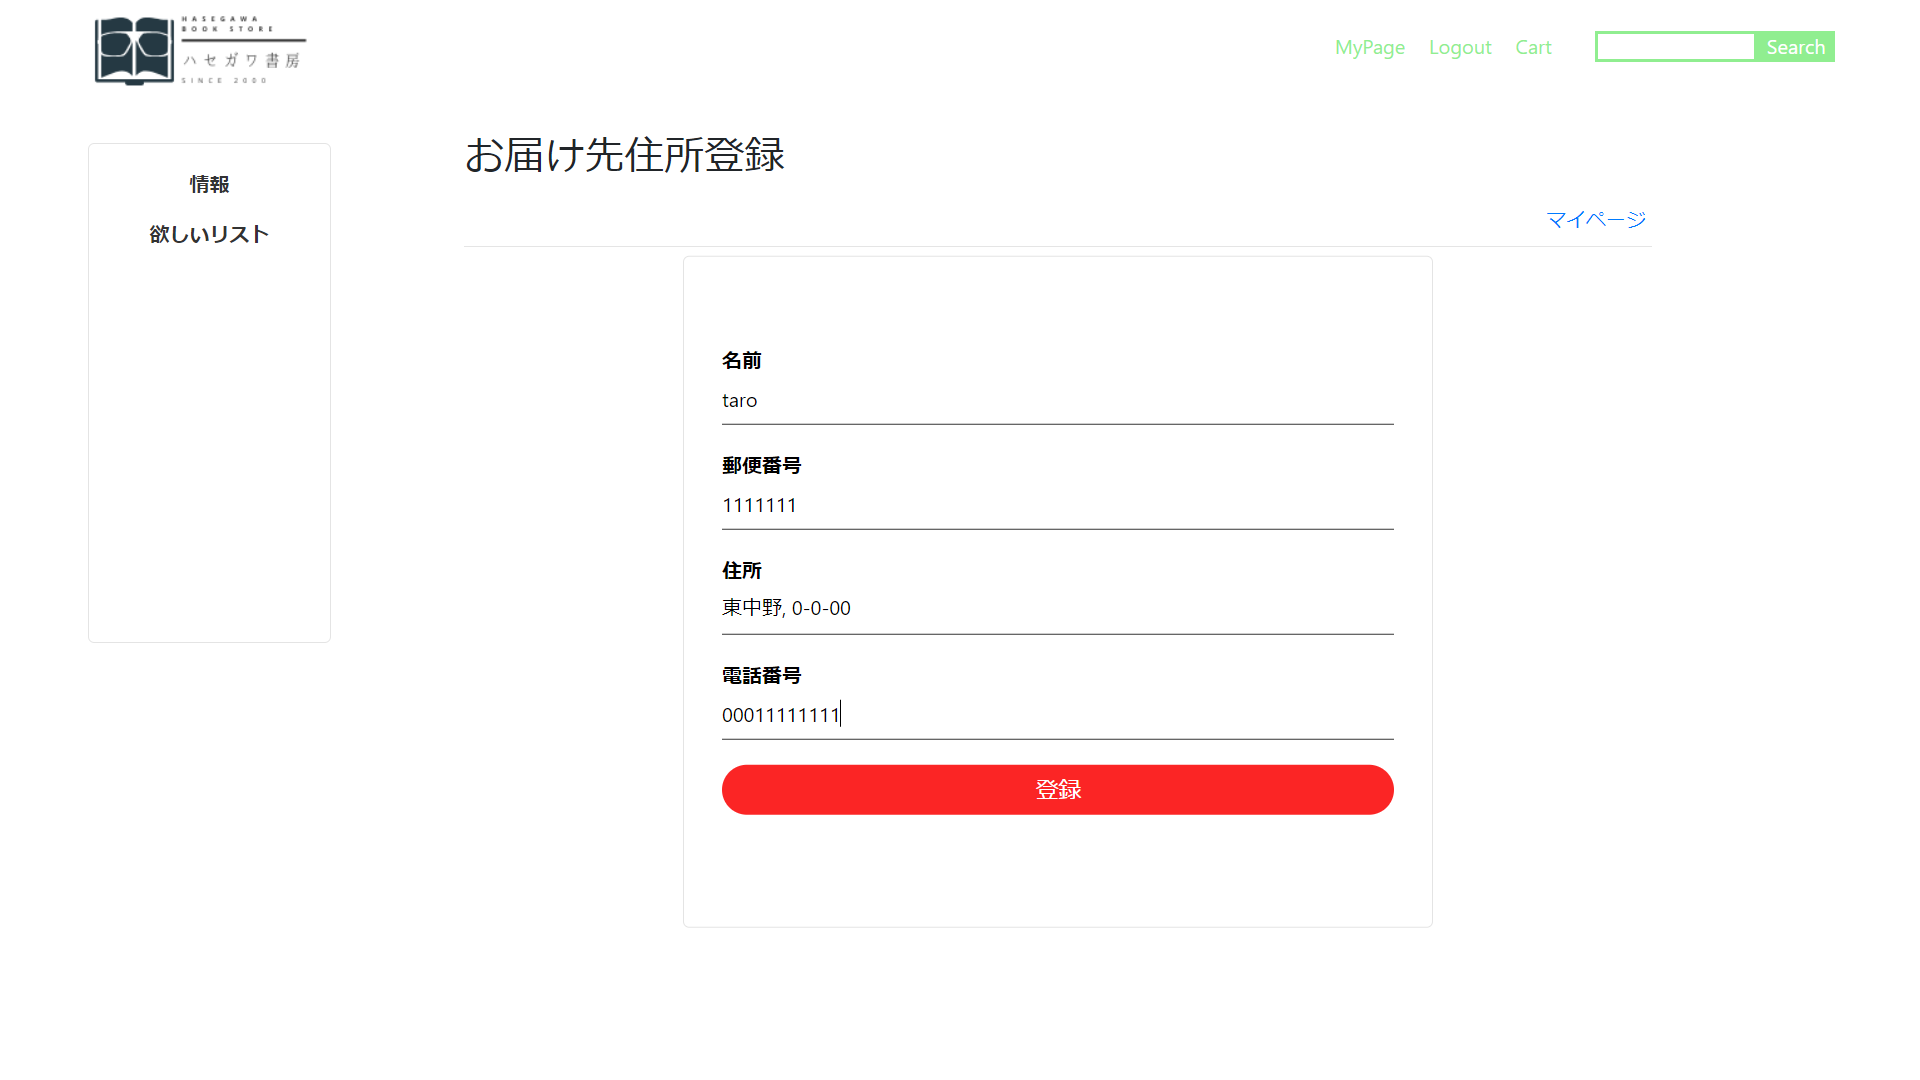 HASEGAWA
BOOK STORE
ハセガワ書房
SINCE 2000
MyPage Logout Cart Search
情報
欲しいリスト
お届け先住所登録
マイページ
名前
taro
郵便番号
1111111
住所
東中野, 0-0-00
電話番号
00011111111
登録